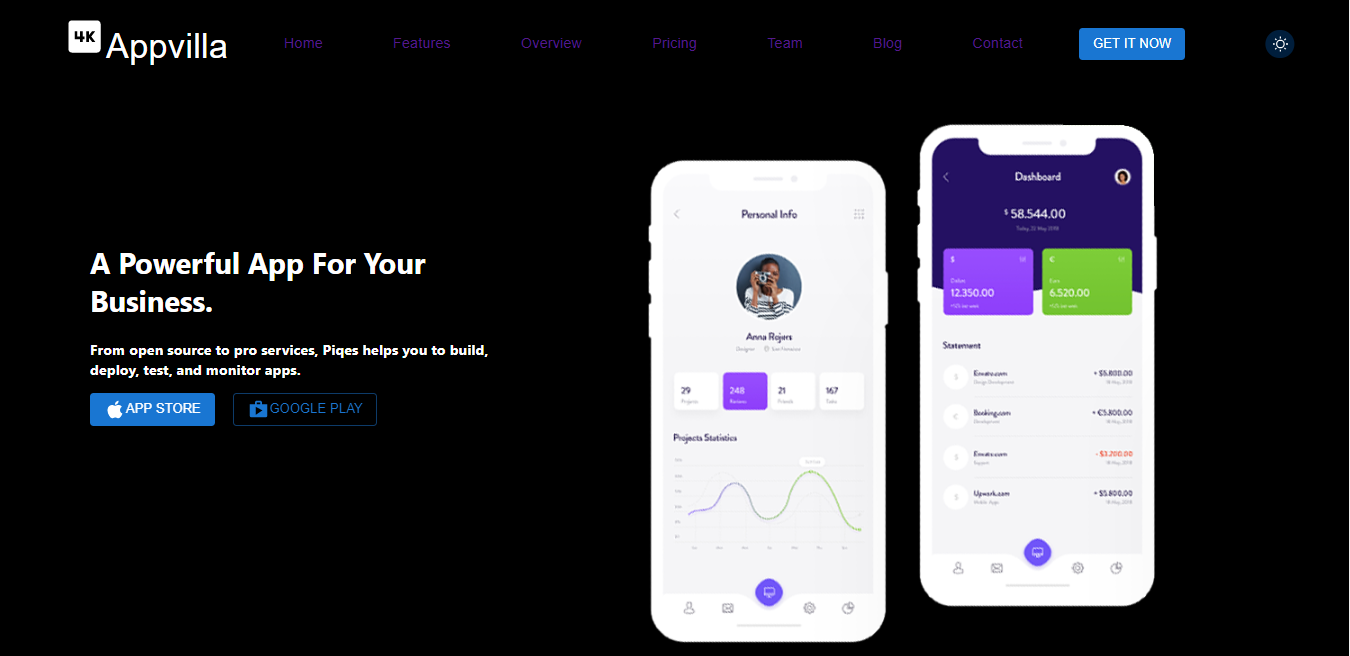 4K Appvilla
Home
Features
Overview
Pricing
Team
Blog
Contact
GET IT NOW
A Powerful App For Your
Business.
From open source to pro services, Piqes helps you to build,
deploy, test, and monitor apps.
APP STORE
GOOGLE PLAY
Personal Info
Anna Rojers
Designer
San Francisco
29
248
21
167
Projects
Reviews
Friends
Tasks
Projects Statistics
Dashboard
$ 58.544.00
Today, 22 May 2018
$
€
12.350.00
6.520.00
Statement
$
Envato.com
+ $5.800.00
Design Development
18 May, 2018
€
Booking.com
+ €5.800.00
Development
18 May, 2018
$
Envato.com
- $3.200.00
Square
18 May, 2018
$
Upwork.com
+ $5.800.00
Mobile App
18 May, 2018